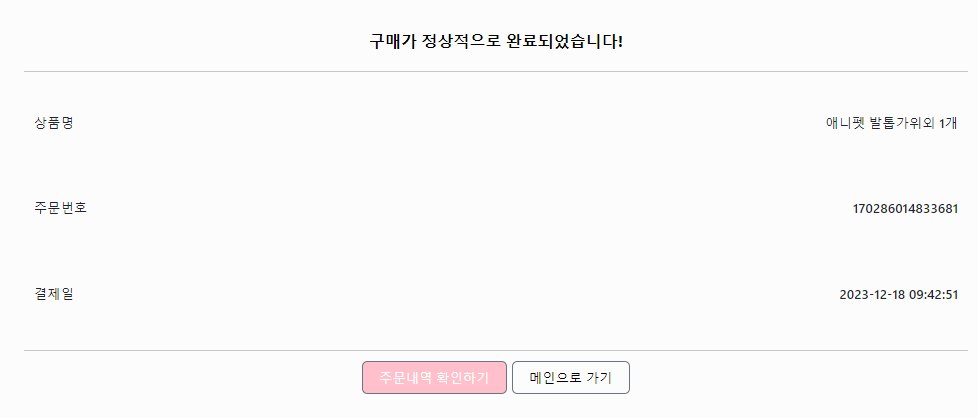 구매가 정상적으로 완료되었습니다!
상품명 애니펫 발톱가위외 1개
주문번호 170286014833681
결제일 2023-12-18 09:42:51
주문내역 확인하기 메인으로 가기